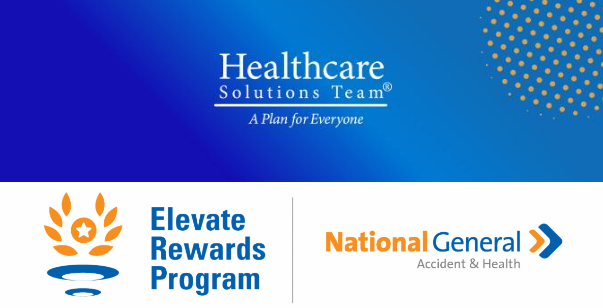 Healthcare
Solutions Team®
A Plan for Everyone
Elevate
Rewards
Program
National General
Accident & Health